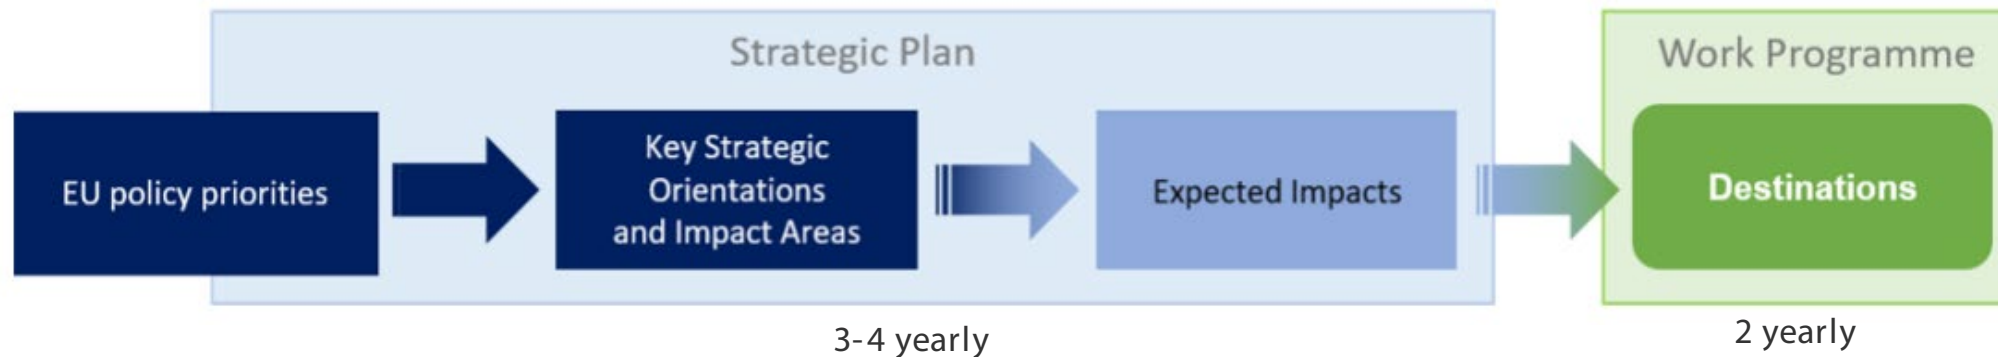 Strategic Plan
Work Programme
EU policy priorities
Key Strategic
Orientations
and Impact Areas
Expected Impacts
Destinations
3-4 yearly
2 yearly